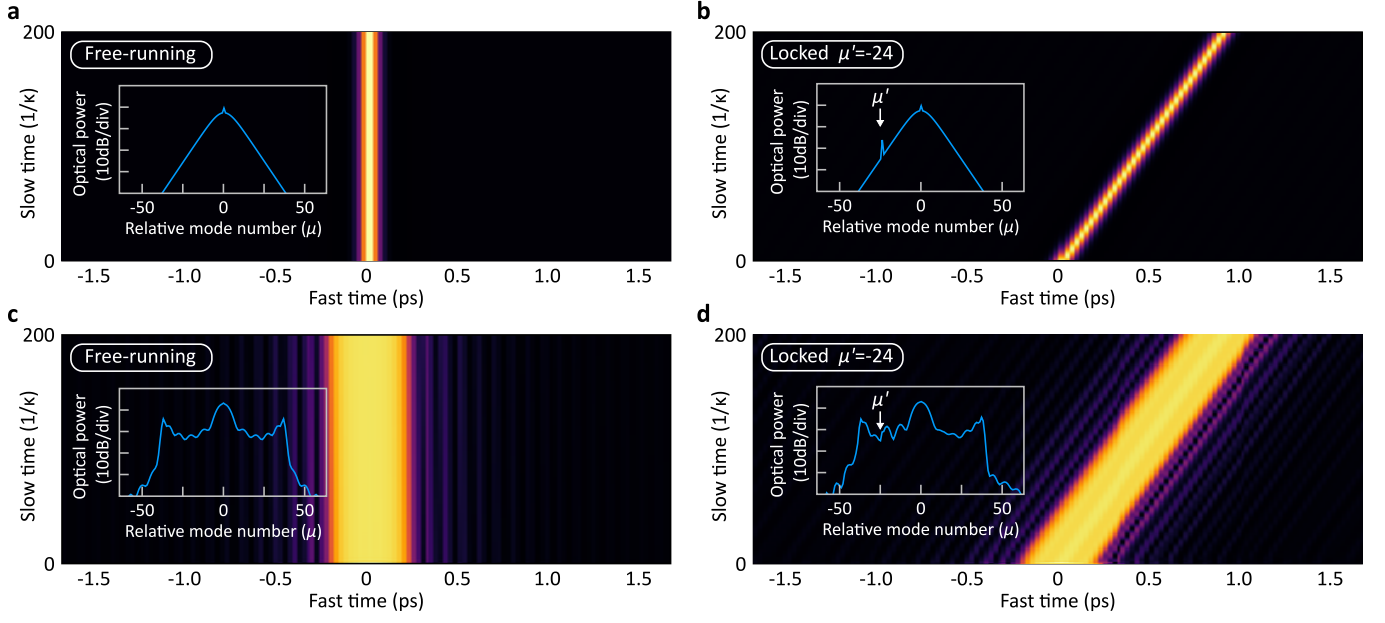 a
200
Free-running
Optical power
(10dB/div)
-50
0
50
Relative mode number (μ)
Slow time (1/κ)
0
-1.5
-1.0
-0.5
0
0.5
1.0
1.5
Fast time (ps)
b
200
Locked μ′=-24
μ′
Optical power
(10dB/div)
-50
0
50
Relative mode number (μ)
Slow time (1/κ)
0
-1.5
-1.0
-0.5
0
0.5
1.0
1.5
Fast time (ps)
c
200
Free-running
Optical power
(10dB/div)
-50
0
50
Relative mode number (μ)
Slow time (1/κ)
0
-1.5
-1.0
-0.5
0
0.5
1.0
1.5
Fast time (ps)
d
200
Locked μ′=-24
μ′
Optical power
(10dB/div)
-50
0
50
Relative mode number (μ)
Slow time (1/κ)
0
-1.5
-1.0
-0.5
0
0.5
1.0
1.5
Fast time (ps)